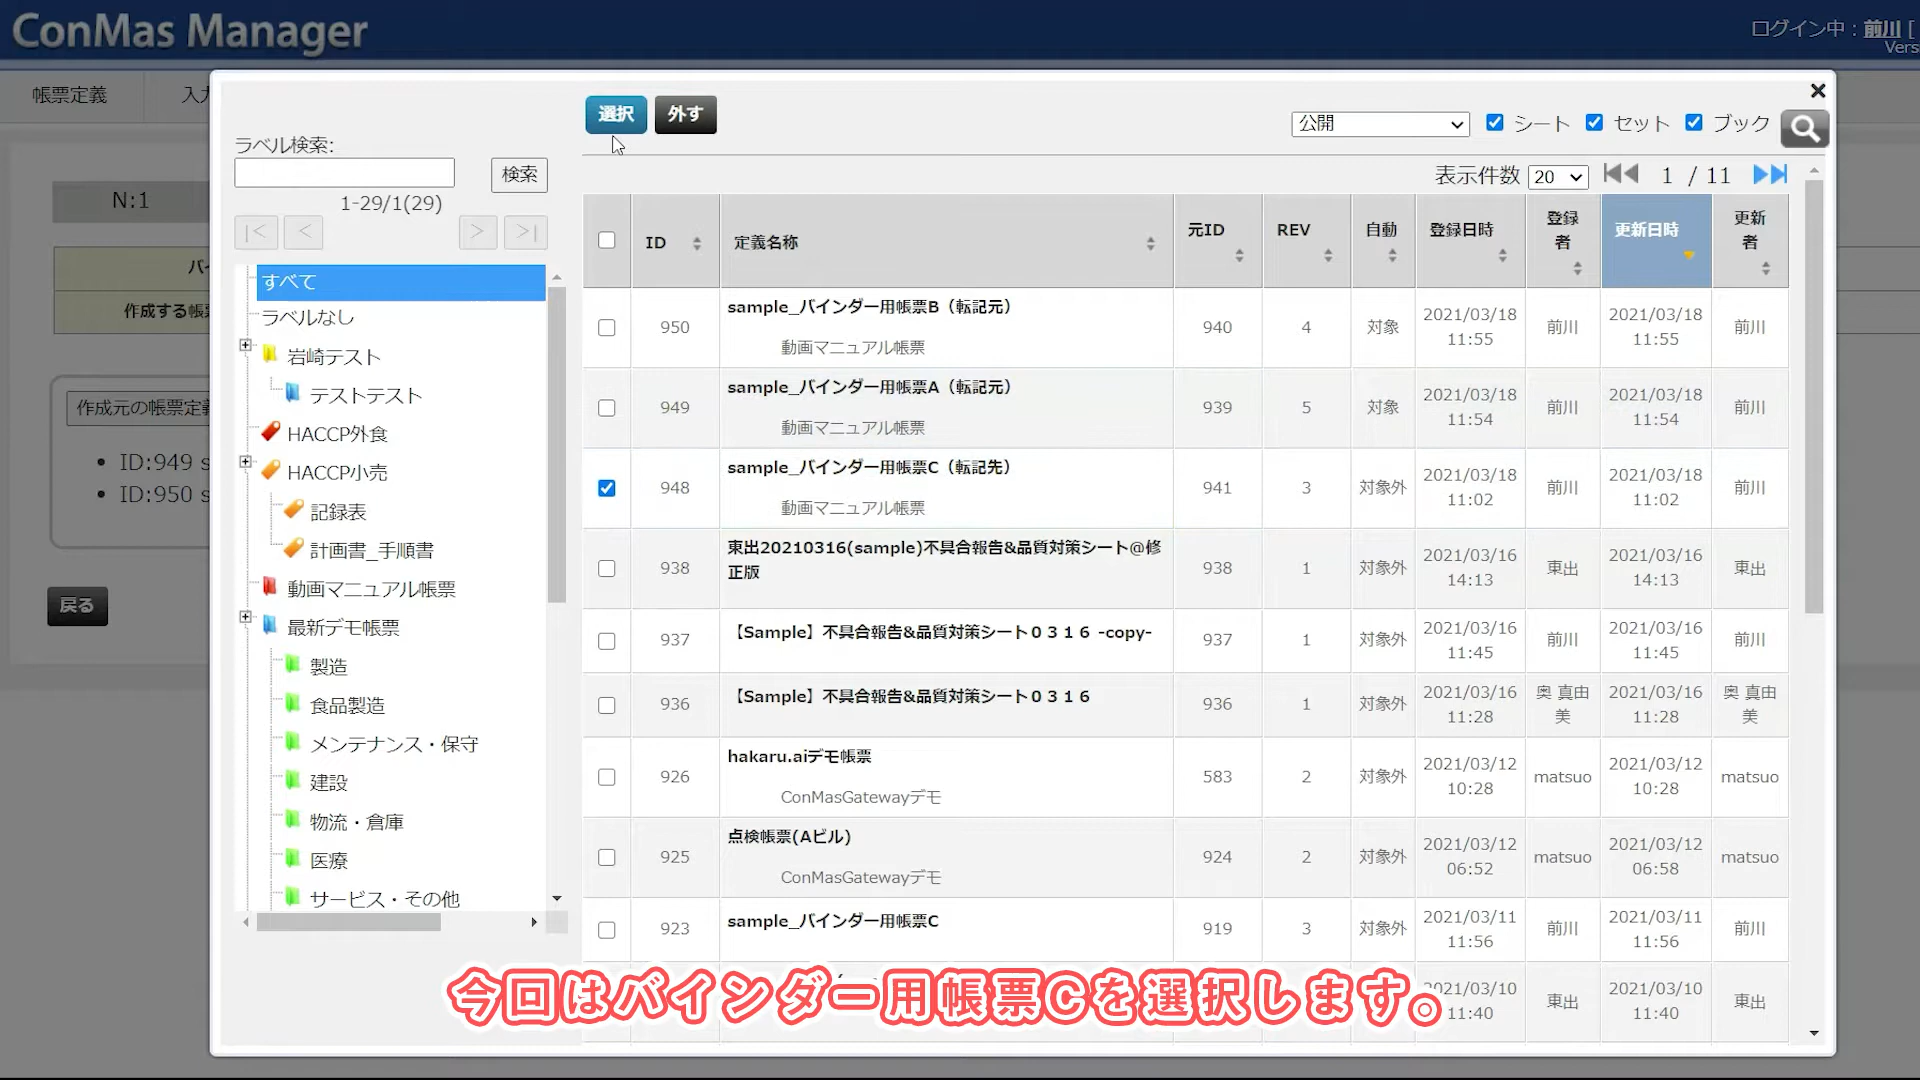 ConMas Manager
ログイン中：前川 [
Vers
帳票定義
入力
N:1
バイ
作成する帳票
作成元の帳票定義
• ID:949 s
• ID:950 s
戻る
×
選択
外す
公開
シート
セット
ブック
ラベル検索:
検索
1-29/1(29)
|<
<
>
>|
すべて
ラベルなし
岩崎テスト
テストテスト
HACCP外食
HACCP小売
記録表
計画書_手順書
動画マニュアル帳票
最新デモ帳票
製造
食品製造
メンテナンス・保守
建設
物流・倉庫
医療
サービス・その他
表示件数 20 1 / 11
ID 定義名称 元ID REV 自動 登録日時 登録者 更新日時 更新者
950 sample_バインダー用帳票B（転記元） 940 4 対象 2021/03/18 11:55 前川 2021/03/18 11:55 前川
動画マニュアル帳票
949 sample_バインダー用帳票A（転記元） 939 5 対象 2021/03/18 11:54 前川 2021/03/18 11:54 前川
動画マニュアル帳票
948 sample_バインダー用帳票C（転記先） 941 3 対象外 2021/03/18 11:02 前川 2021/03/18 11:02 前川
動画マニュアル帳票
938 東出20210316(sample)不具合報告&品質対策シート@修正版 938 1 対象外 2021/03/16 14:13 東出 2021/03/16 14:13 東出
937 【Sample】不具合報告&品質対策シート０３１６ -copy- 937 1 対象外 2021/03/16 11:45 前川 2021/03/16 11:45 前川
936 【Sample】不具合報告&品質対策シート０３１６ 936 1 対象外 2021/03/16 11:28 奥 真由美 2021/03/16 11:28 奥 真由美
926 hakaru.aiデモ帳票 583 2 対象外 2021/03/12 10:28 matsuo 2021/03/12 10:28 matsuo
ConMasGatewayデモ
925 点検帳票(Aビル) 924 2 対象外 2021/03/12 06:52 matsuo 2021/03/12 06:58 matsuo
ConMasGatewayデモ
923 sample_バインダー用帳票C 919 3 対象外 2021/03/11 11:56 前川 2021/03/11 11:56 前川
2021/03/10 11:40 東出 2021/03/10 11:40 東出
今回はバインダー用帳票Cを選択します。